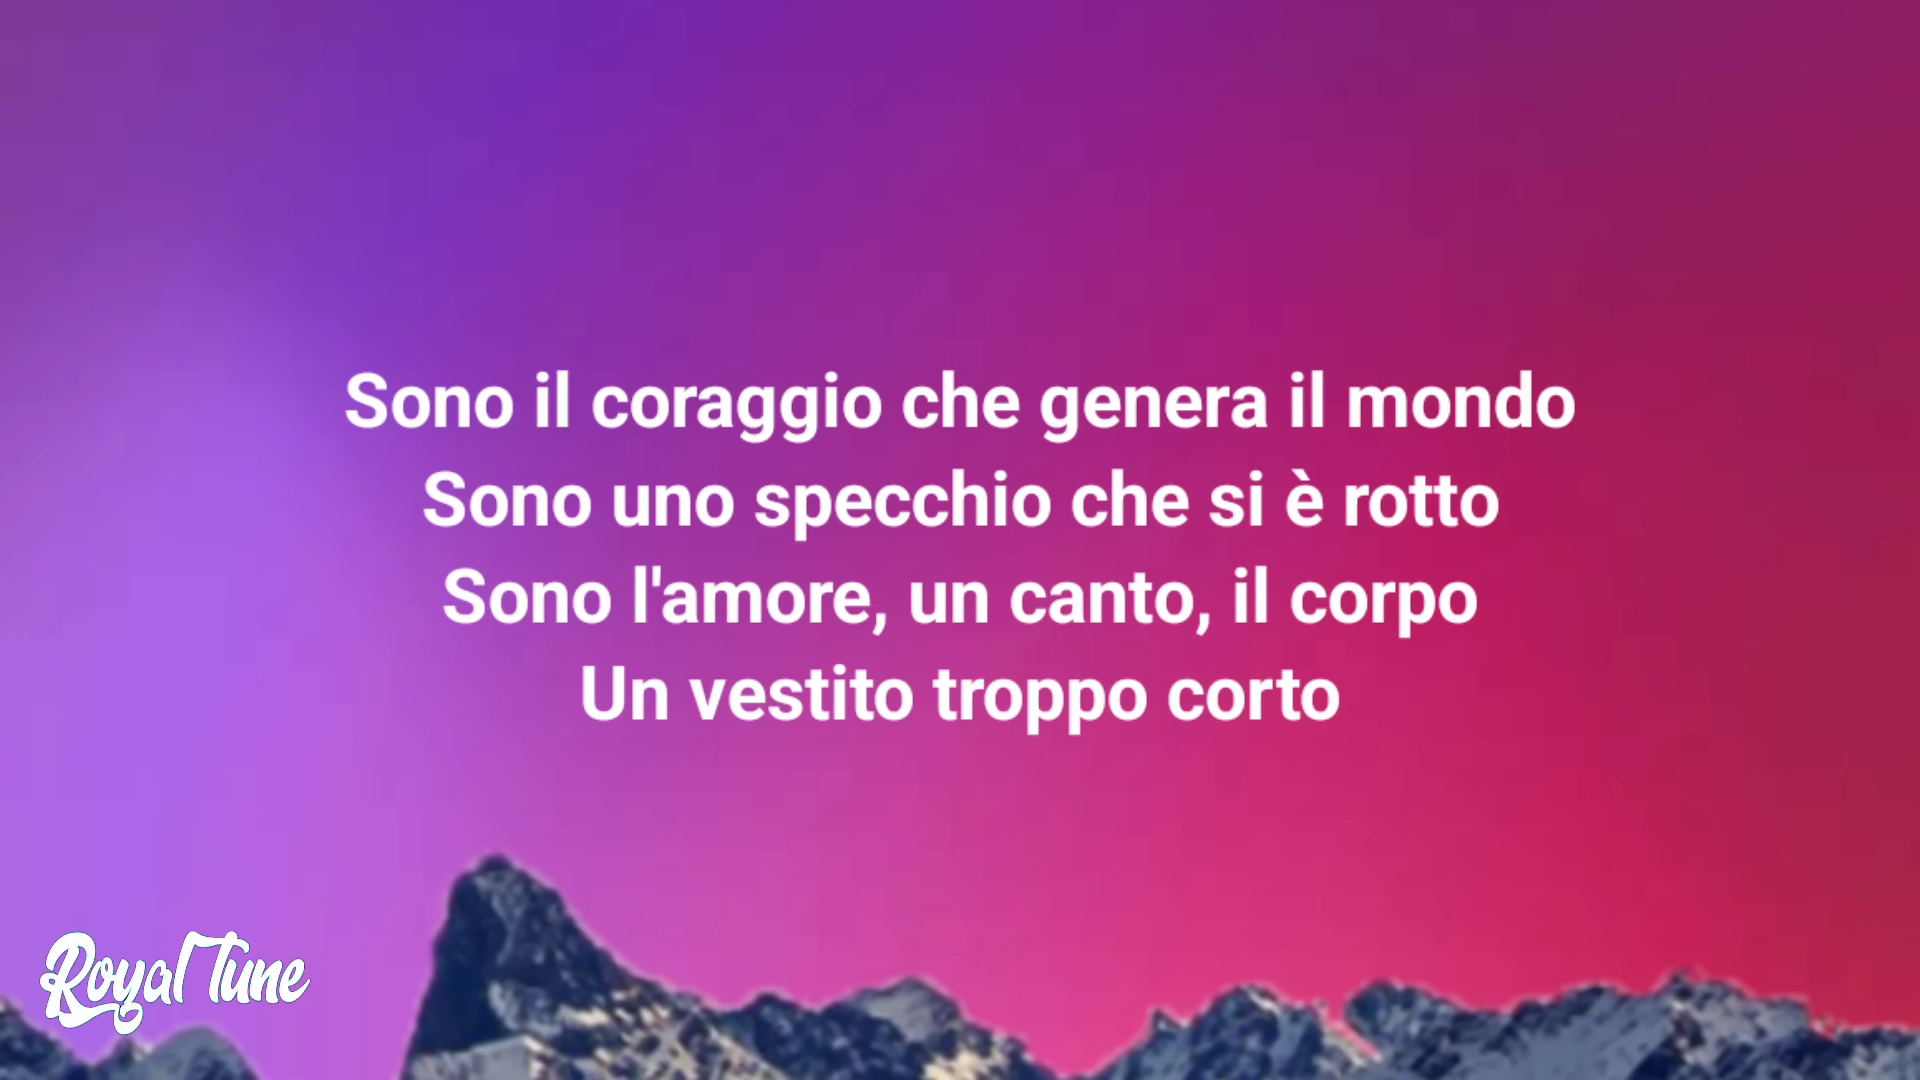 Sono il coraggio che genera il mondo
Sono uno specchio che si è rotto
Sono l'amore, un canto, il corpo
Un vestito troppo corto
Royal Tune